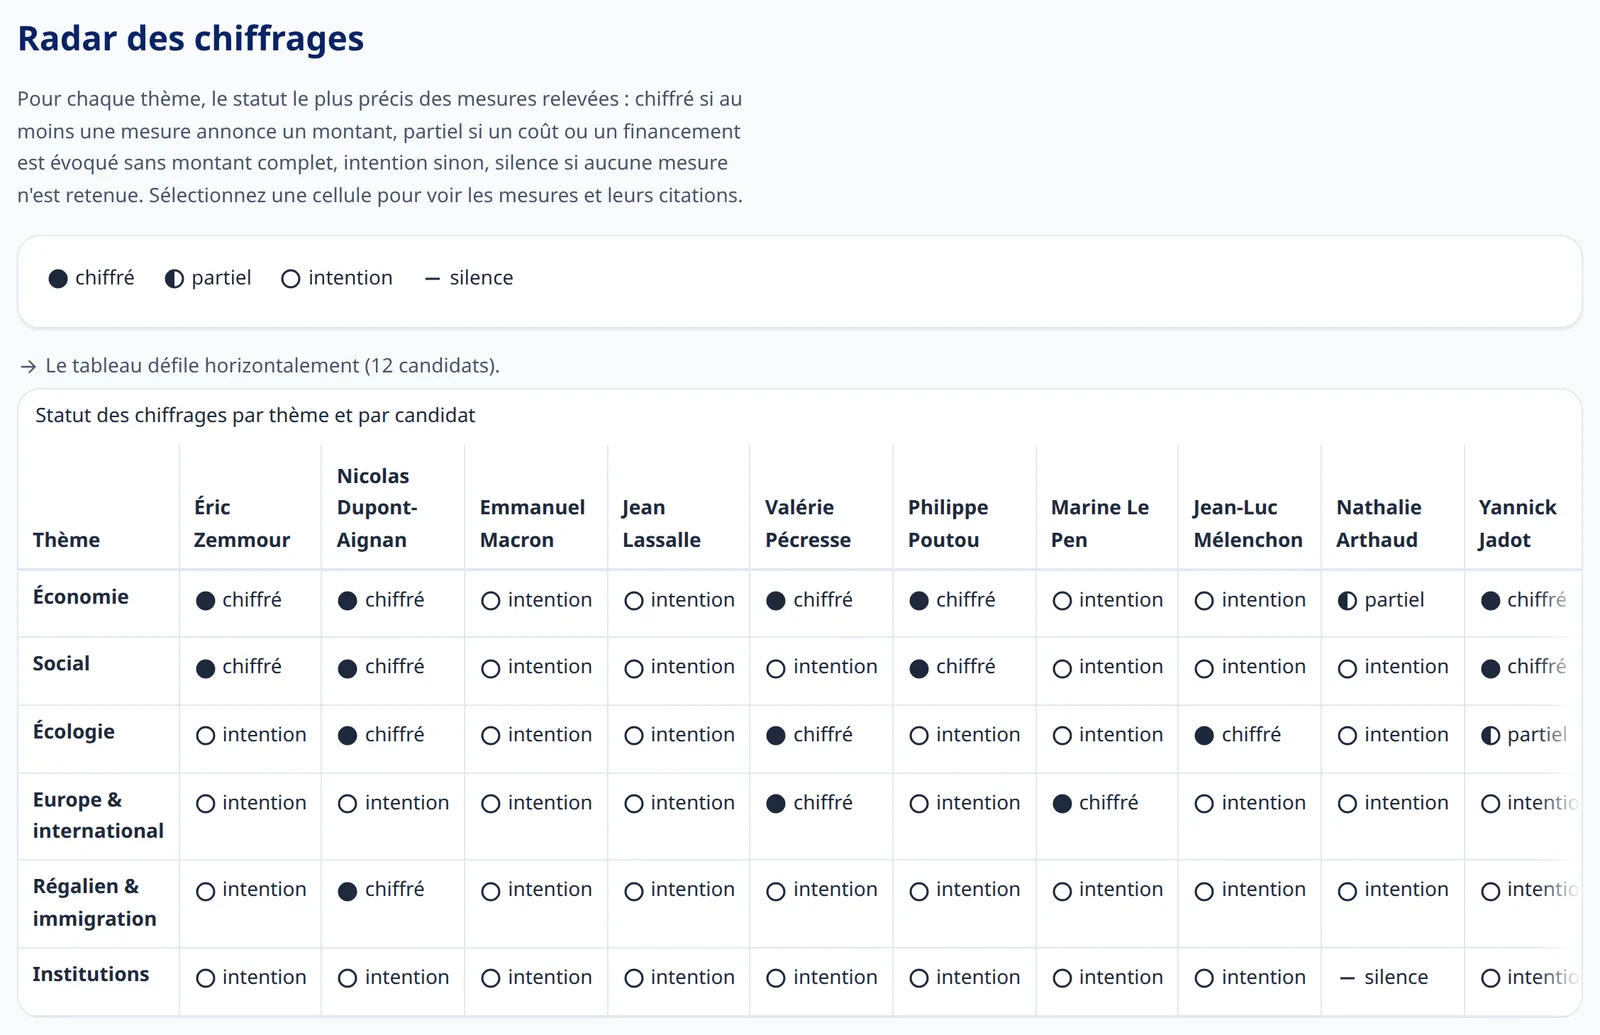 Radar des chiffrages
Pour chaque thème, le statut le plus précis des mesures relevées : chiffré si au
moins une mesure annonce un montant, partiel si un coût ou un financement
est évoqué sans montant complet, intention sinon, silence si aucune mesure
n'est retenue. Sélectionnez une cellule pour voir les mesures et leurs citations.
chiffré partiel intention — silence
→ Le tableau défile horizontalement (12 candidats).
Statut des chiffrages par thème et par candidat
Thème Éric Zemmour Nicolas Dupont-Aignan Emmanuel Macron Jean Lassalle Valérie Pécresse Philippe Poutou Marine Le Pen Jean-Luc Mélenchon Nathalie Arthaud Yannick Jadot
Économie chiffré chiffré intention intention chiffré chiffré intention intention partiel chiffré
Social chiffré chiffré intention intention intention chiffré intention intention intention chiffré
Écologie intention chiffré intention intention chiffré intention intention chiffré intention partiel
Europe & international intention intention intention intention chiffré intention chiffré intention intention intentio
Régalien & immigration intention chiffré intention intention intention intention intention intention intention intentio
Institutions intention intention intention intention intention intention intention intention — silence intentio